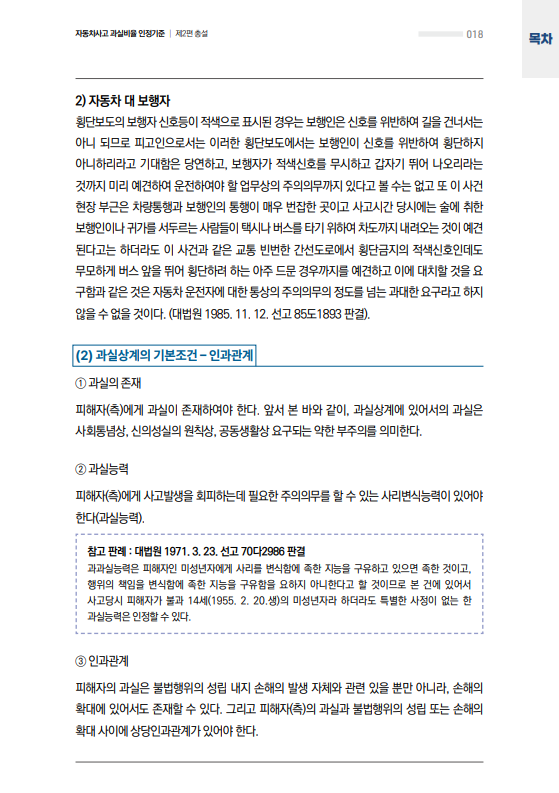 자동차사고 과실비율 인정기준 | 제2편 총설
018
목차
2) 자동차 대 보행자
횡단보도의 보행자 신호등이 적색으로 표시된 경우는 보행인은 신호를 위반하여 길을 건너서는
아니 되므로 피고인으로서는 이러한 횡단보도에서는 보행인이 신호를 위반하여 횡단하지
아니하리라고 기대함은 당연하고, 보행자가 적색신호를 무시하고 갑자기 뛰어 나오리라는
것까지 미리 예견하여 운전하여야 할 업무상의 주의의무까지 있다고 볼 수는 없고 또 이 사건
현장 부근은 차량통행과 보행인의 통행이 매우 번잡한 곳이고 사고시간 당시에는 술에 취한
보행인이나 귀가를 서두르는 사람들이 택시나 버스를 타기 위하여 차도까지 내려오는 것이 예견
된다고는 하더라도 이 사건과 같은 교통 빈번한 간선도로에서 횡단금지의 적색신호인데도
무모하게 버스 앞을 뛰어 횡단하려 하는 아주 드문 경우까지를 예견하고 이에 대치할 것을 요
구함과 같은 것은 자동차 운전자에 대한 통상의 주의의무의 정도를 넘는 과대한 요구라고 하지
않을 수 없을 것이다. (대법원 1985. 11. 12. 선고 85도1893 판결).
(2) 과실상계의 기본조건 – 인과관계
① 과실의 존재
피해자(측)에게 과실이 존재하여야 한다. 앞서 본 바와 같이, 과실상계에 있어서의 과실은
사회통념상, 신의성실의 원칙상, 공동생활상 요구되는 약한 부주의를 의미한다.
② 과실능력
피해자(측)에게 사고발생을 회피하는데 필요한 주의의무를 할 수 있는 사리변식능력이 있어야
한다(과실능력).
참고 판례 : 대법원 1971. 3. 23. 선고 70다2986 판결
과과실능력은 피해자인 미성년자에게 사리를 변식함에 족한 지능을 구유하고 있으면 족한 것이고,
행위의 책임을 변식함에 족한 지능을 구유함을 요하지 아니한다고 할 것이므로 본 건에 있어서
사고당시 피해자가 불과 14세(1955. 2. 20.생)의 미성년자라 하더라도 특별한 사정이 없는 한
과실능력은 인정할 수 있다.
③ 인과관계
피해자의 과실은 불법행위의 성립 내지 손해의 발생 자체와 관련 있을 뿐만 아니라, 손해의
확대에 있어서도 존재할 수 있다. 그리고 피해자(측)의 과실과 불법행위의 성립 또는 손해의
확대 사이에 상당인과관계가 있어야 한다.